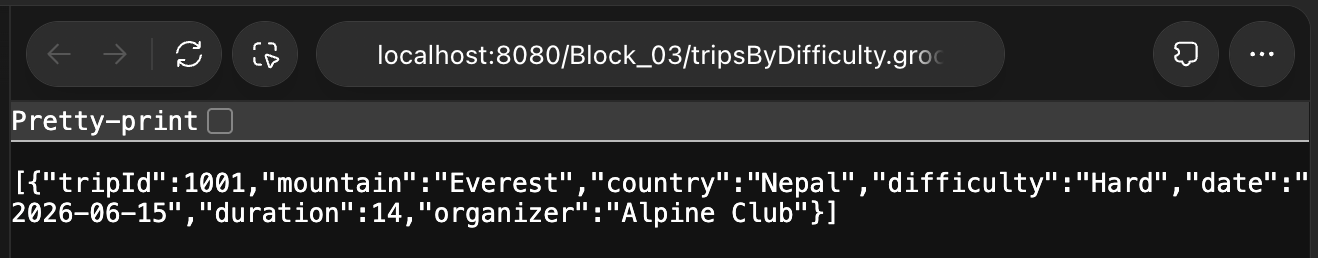 localhost:8080/Block_03/tripsByDifficulty.groc
Pretty-print
[{"tripId":1001,"mountain":"Everest","country":"Nepal","difficulty":"Hard","date":"
2026-06-15","duration":14,"organizer":"Alpine Club"}]